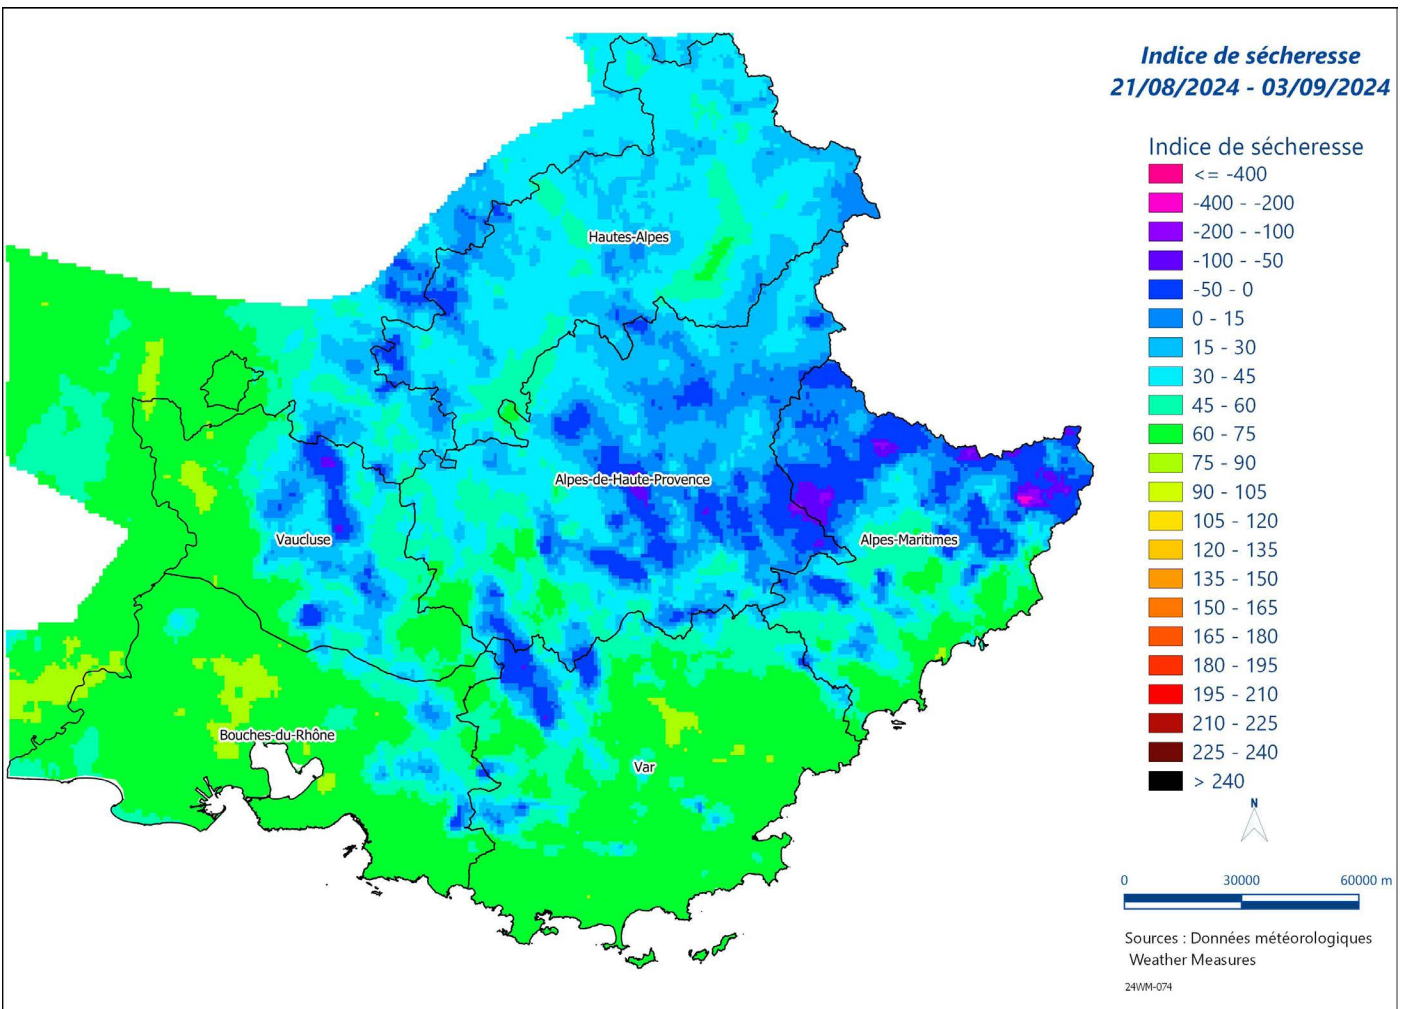 Indice de sécheresse
21/08/2024 - 03/09/2024
Indice de sécheresse
<= -400
-400 - -200
-200 - -100
-100 - -50
-50 - 0
0 - 15
15 - 30
30 - 45
45 - 60
60 - 75
75 - 90
90 - 105
105 - 120
120 - 135
135 - 150
150 - 165
165 - 180
180 - 195
195 - 210
210 - 225
225 - 240
> 240
Hautes-Alpes
Alpes-de-Haute-Provence
Vaucluse
Alpes-Maritimes
Bouches-du-Rhône
Var
N
0 30000 60000 m
Sources : Données météorologiques
Weather Measures
24WM-074